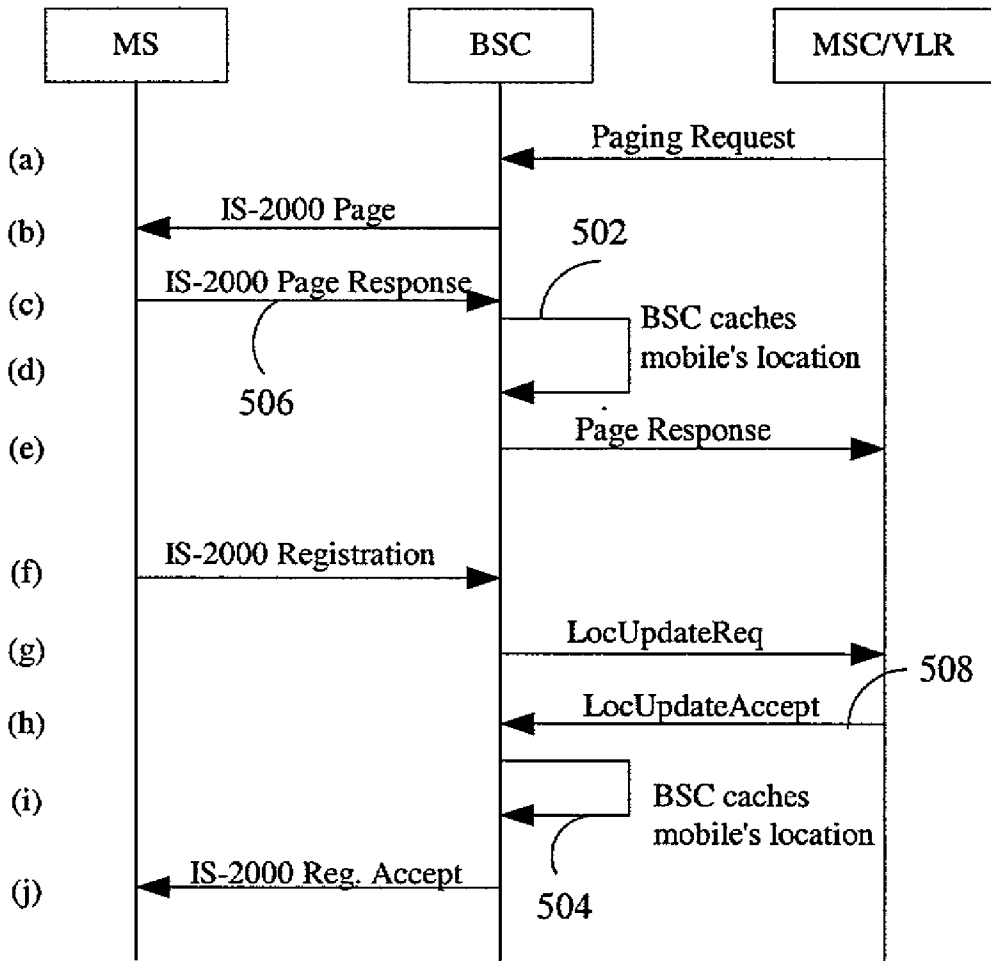 MS
BSC
MSC/VLR
(a)
Paging Request
(b)
IS-2000 Page
502
(c)
IS-2000 Page Response
BSC caches
mobile's location
(d)
506
(e)
Page Response
(f)
IS-2000 Registration
(g)
LocUpdateReq
508
(h)
LocUpdateAccept
(i)
BSC caches
mobile's location
(j)
IS-2000 Reg. Accept
504